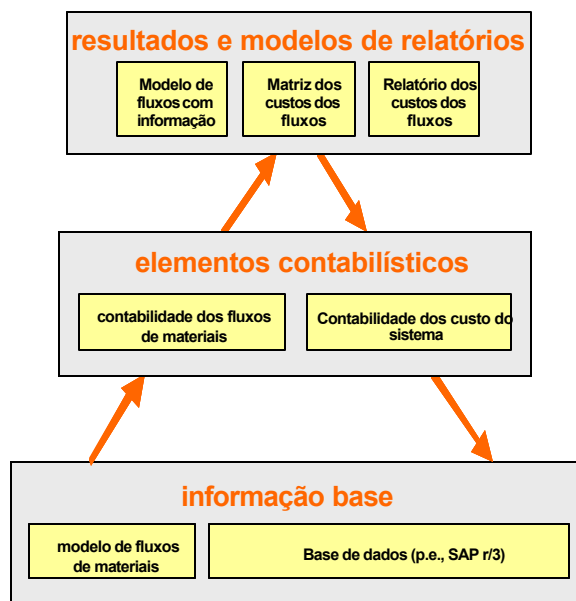 resultados e modelos de relatórios
Modelo de
fluxos com
informação
Matriz dos
custos dos
fluxos
Relatório dos
custos dos
fluxos
elementos contabilísticos
contabilidade dos fluxos
de materiais
Contabilidade dos custo do
sistema
informação base
modelo de fluxos
de materiais
Base de dados (p.e., SAP r/3)